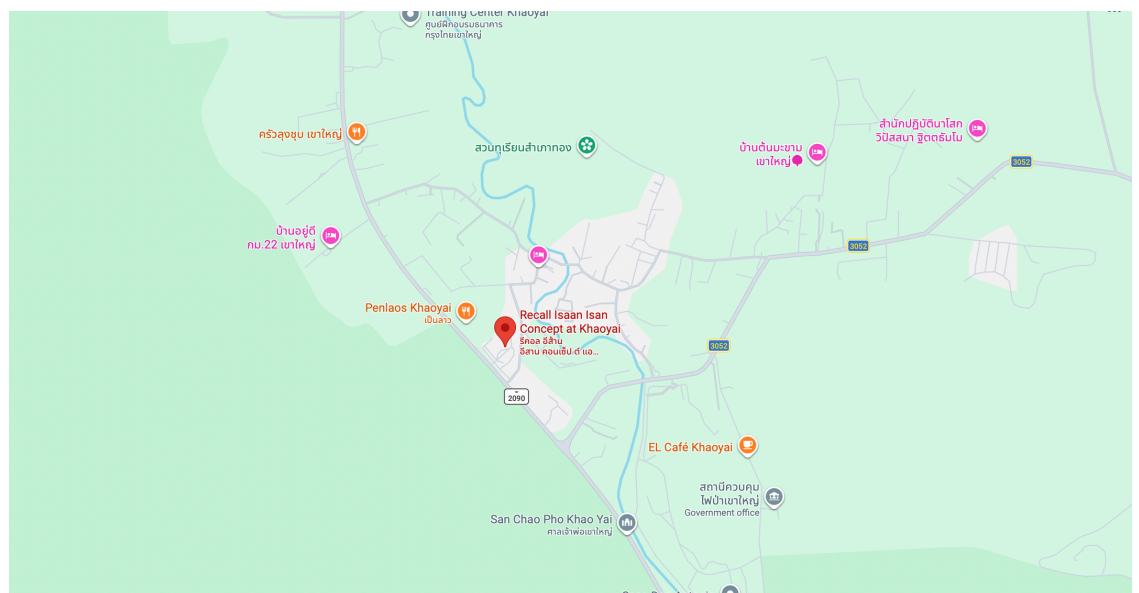 Training Center Khaoyai
ศูนย์ฝึกอบรมธนาคาร
กรุงไทยเขาใหญ่
ครัวลุงชุบ เขาใหญ่
สวนทุเรียนสำเภาทอง
บ้านต้นมะขาม
เขาใหญ่
สำนักปฏิบัตินาโสก
วิปัสสนา ฐิตตธัมโม
3052
บ้านอยู่ดี
กม.22 เขาใหญ่
3052
Penlaos Khaoyai
เป็นลาว
Recall Isaan Isan
Concept at Khaoyai
รีคอล อีส้าน
อีสาน คอนเซ็ป ต์ แอ...
3052
2090
EL Café Khaoyai
สถานีควบคุม
ไฟป่าเขาใหญ่
Government office
San Chao Pho Khao Yai
ศาลเจ้าพ่อเขาใหญ่